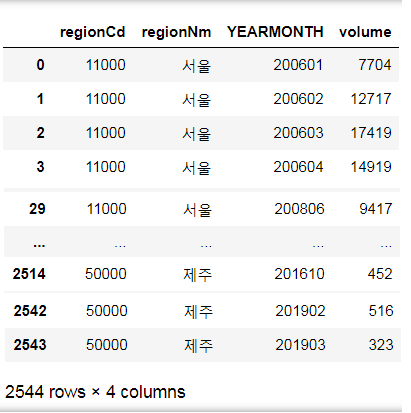 regionCd regionNm YEARMONTH volume
0 11000 서울 200601 7704
1 11000 서울 200602 12717
2 11000 서울 200603 17419
3 11000 서울 200604 14919
29 11000 서울 200806 9417
... ... ... ... ...
2514 50000 제주 201610 452
2542 50000 제주 201902 516
2543 50000 제주 201903 323
2544 rows × 4 columns